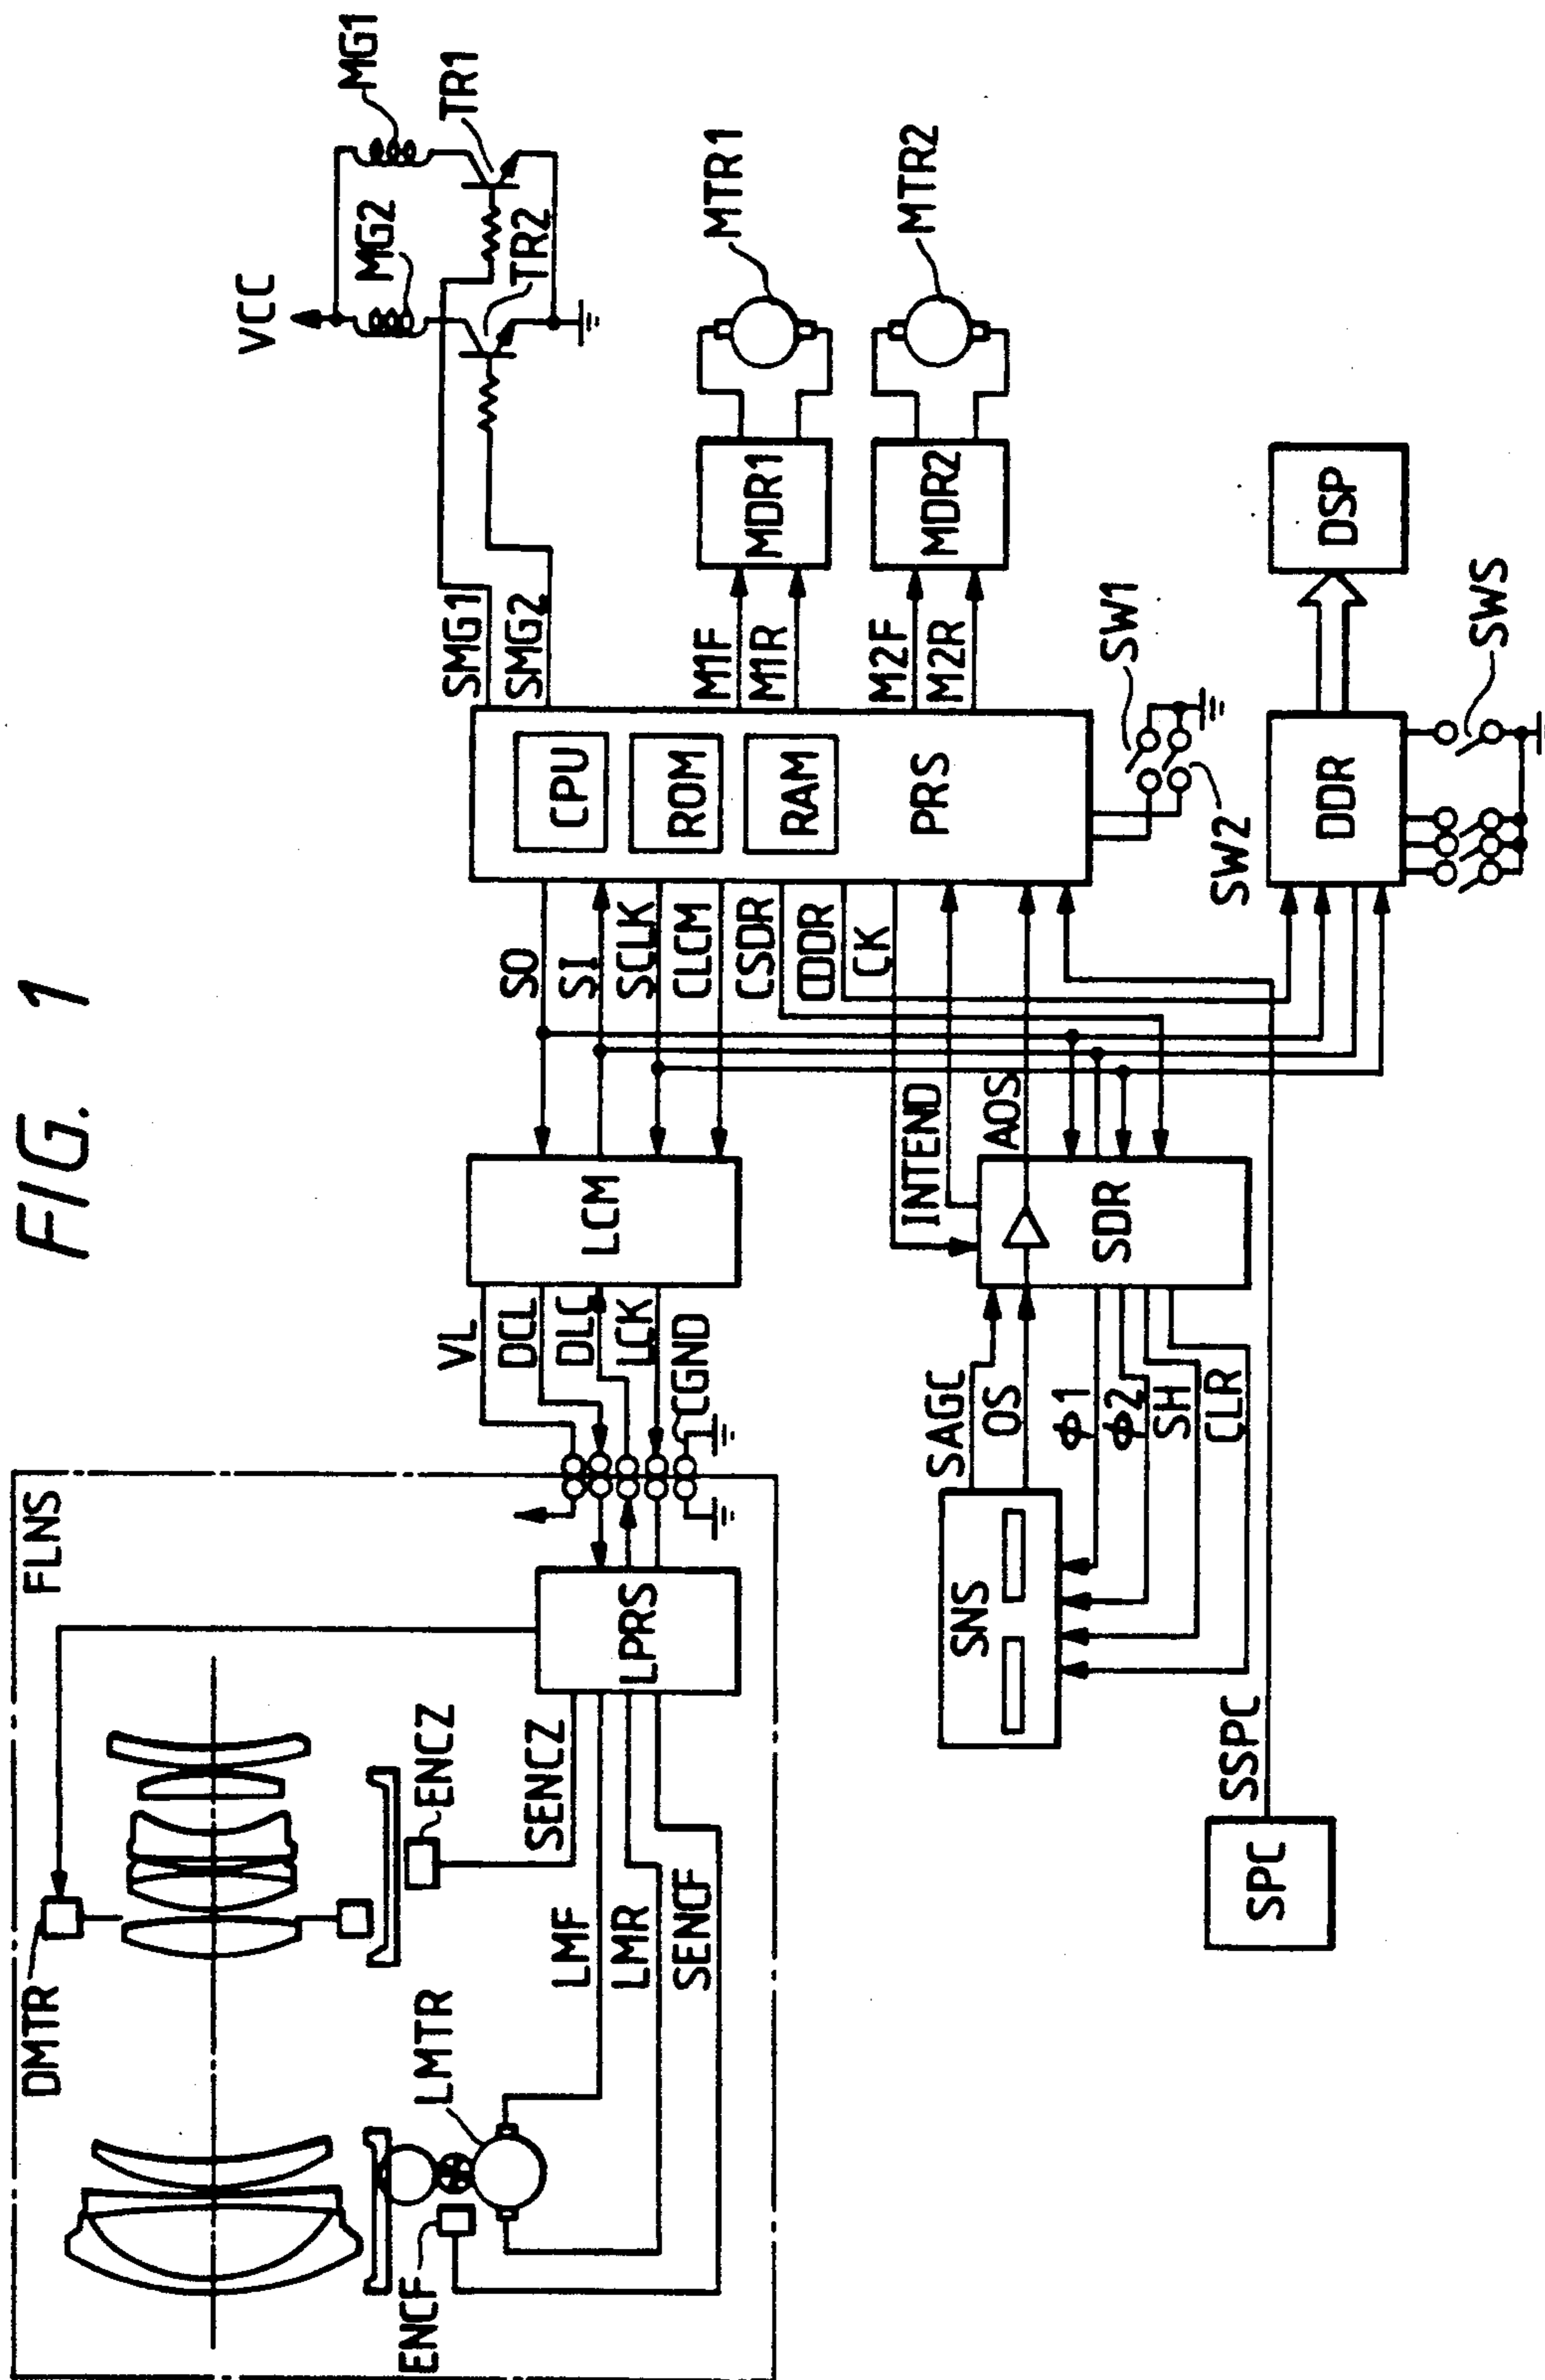 FIG. 1
FLNS
DMTR
ENCZ
ENCF
LMTR
SENCZ
LMF
LMR
SENCF
LPRS
VL
DCL
DLC
LCK
CGND
LCM
SO
SI
SCLK
CLCM
CSDR
CDDR
CK
CPU
ROM
RAM
PRS
SMG1
SMG2
VCC
MG2
MG1
TR2
TR1
M1F
M1R
M2F
M2R
MDR1
MDR2
MTR1
MTR2
SW1
SW2
INTEND
AOS
SDR
SAGC
OS
φ1
φ2
SH
CLR
SNS
SSPC
SPC
DDR
DSP
SWS